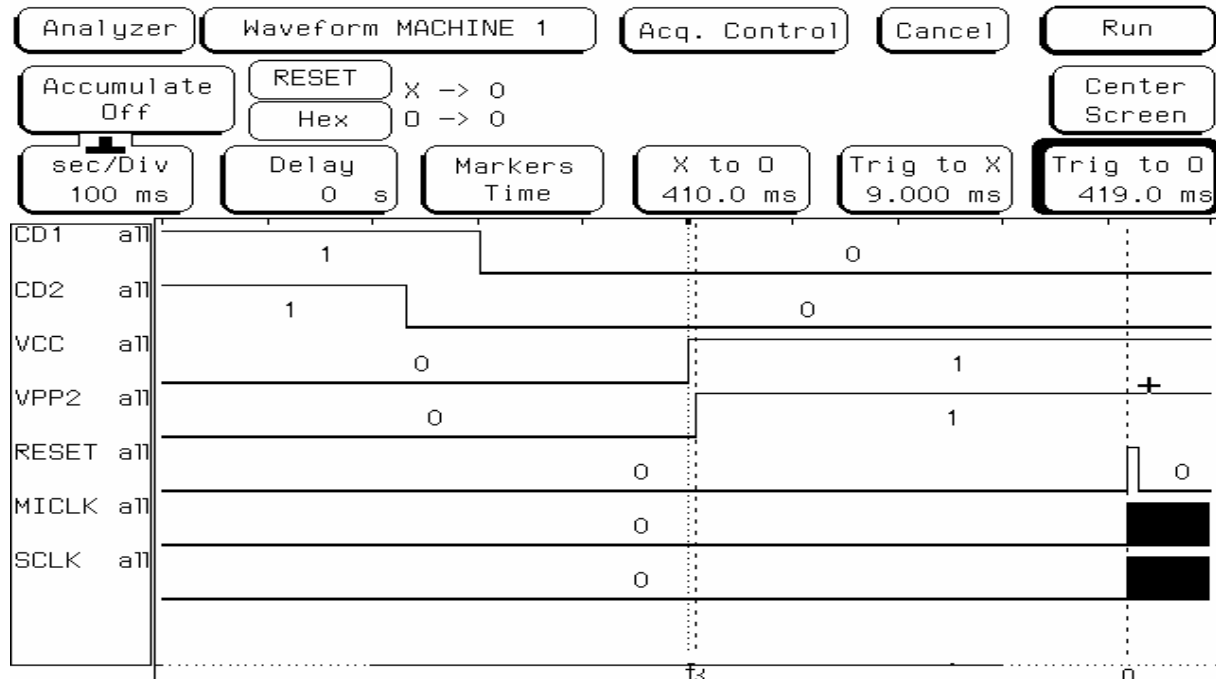 Analyzer Waveform MACHINE 1 Acq. Control Cancel Run
Accumulate Off
RESET X -> 0
Hex O -> 0
Center Screen
sec/Div 100 ms
Delay 0 s
Markers Time
X to O 410.0 ms
Trig to X 9.000 ms
Trig to O 419.0 ms
CD1 all 1 0
CD2 all 1 0
VCC all 0 1
VPP2 all 0 1
RESET all 0 0
MICLK all 0
SCLK all 0